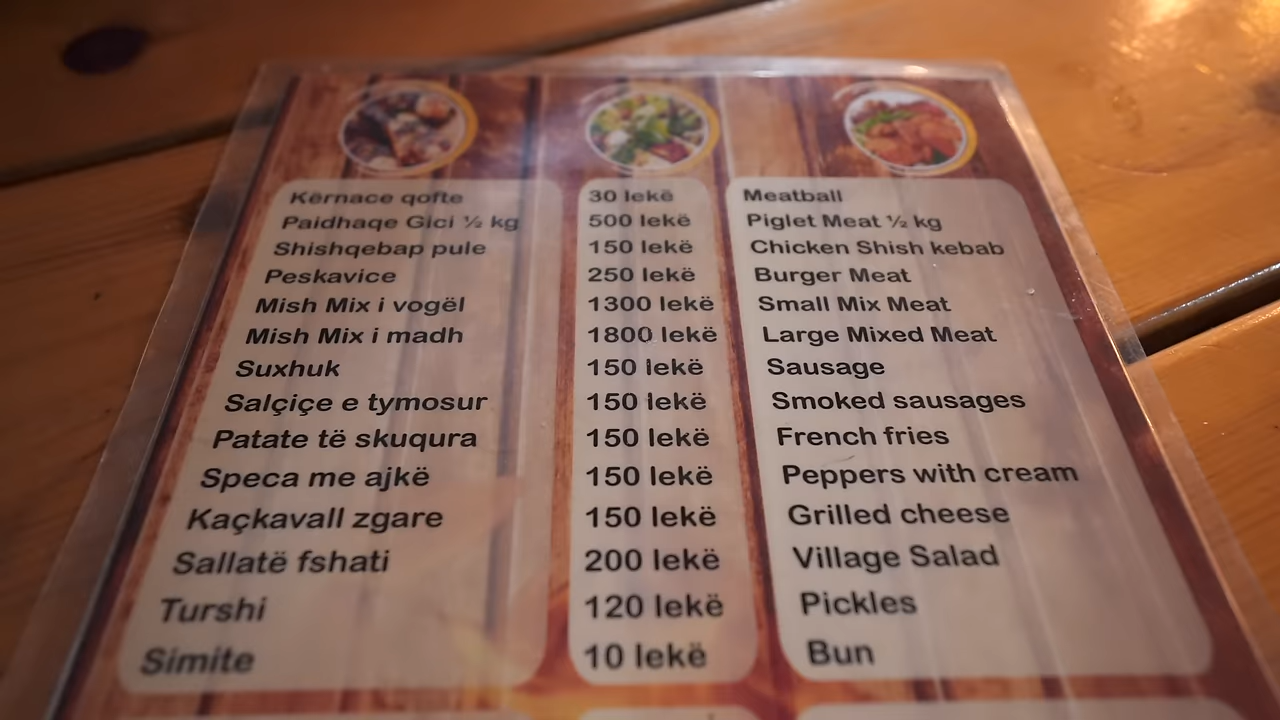 Kërnace qofte 30 lekë Meatball
Paidhaqe Gici ½ kg 500 lekë Piglet Meat ½ kg
Shishqebap pule 150 lekë Chicken Shish kebab
Peskavice 250 lekë Burger Meat
Mish Mix i vogël 1300 lekë Small Mix Meat
Mish Mix i madh 1800 lekë Large Mixed Meat
Suxhuk 150 lekë Sausage
Salçiçe e tymosur 150 lekë Smoked sausages
Patate të skuqura 150 lekë French fries
Speca me ajkë 150 lekë Peppers with cream
Kaçkavall zgare 150 lekë Grilled cheese
Sallatë fshati 200 lekë Village Salad
Turshi 120 lekë Pickles
Simite 10 lekë Bun